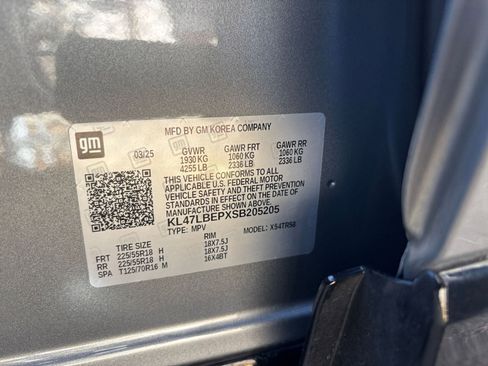 MFD BY GM KOREA COMPANY
gm 03/25 GVWR GAWR FRT GAWR RR
1930 KG 1060 KG 1060 KG
4255 LB 2336 LB 2336 LB
THIS VEHICLE CONFORMS TO ALL
APPLICABLE U.S. FEDERAL MOTOR
VEHICLE SAFETY AND THEFT PREVENTION
STANDARDS IN EFFECT ON THE DATE OF
MANUFACTURE SHOWN ABOVE.
KL47LBEPXSB205205
TYPE: MPV MODEL: X54TR58
TIRE SIZE RIM
FRT 225/55R18 H 18X7.5J
RR 225/55R18 H 18X7.5J
SPA T125/70R16 M 16X4BT